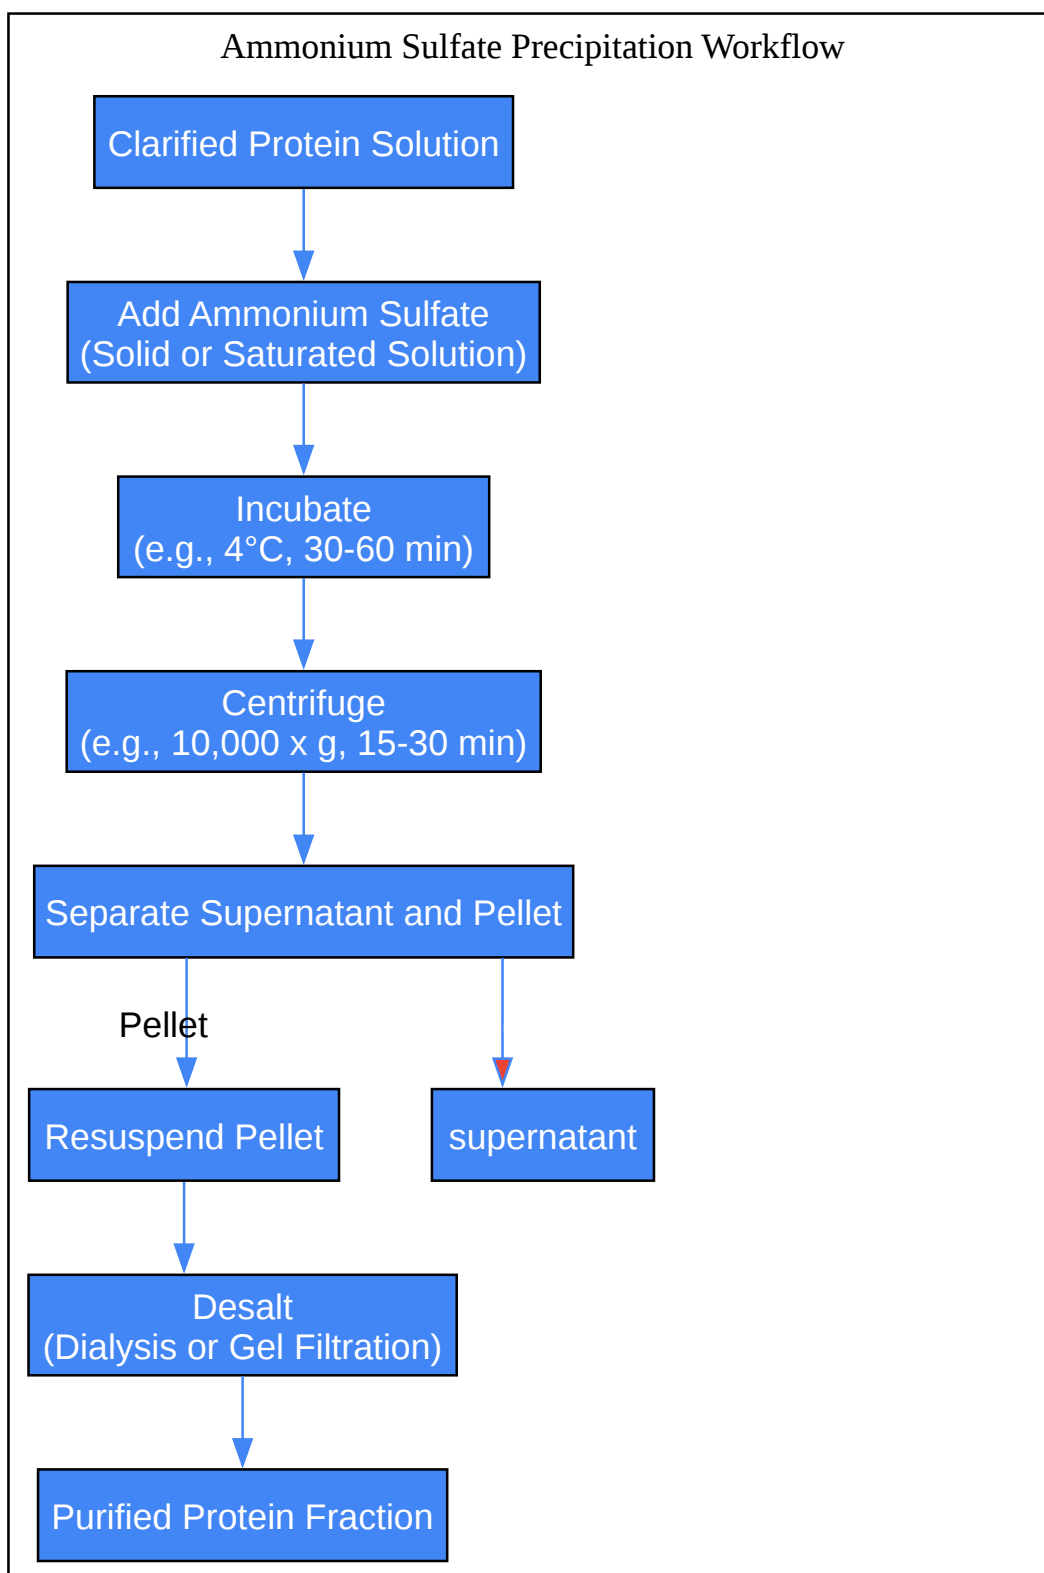 Ammonium Sulfate Precipitation Workflow
Clarified Protein Solution
Add Ammonium Sulfate
(Solid or Saturated Solution)
Incubate
(e.g., 4°C, 30-60 min)
Centrifuge
(e.g., 10,000 x g, 15-30 min)
Separate Supernatant and Pellet
Pellet
Resuspend Pellet
supernatant
Desalt
(Dialysis or Gel Filtration)
Purified Protein Fraction